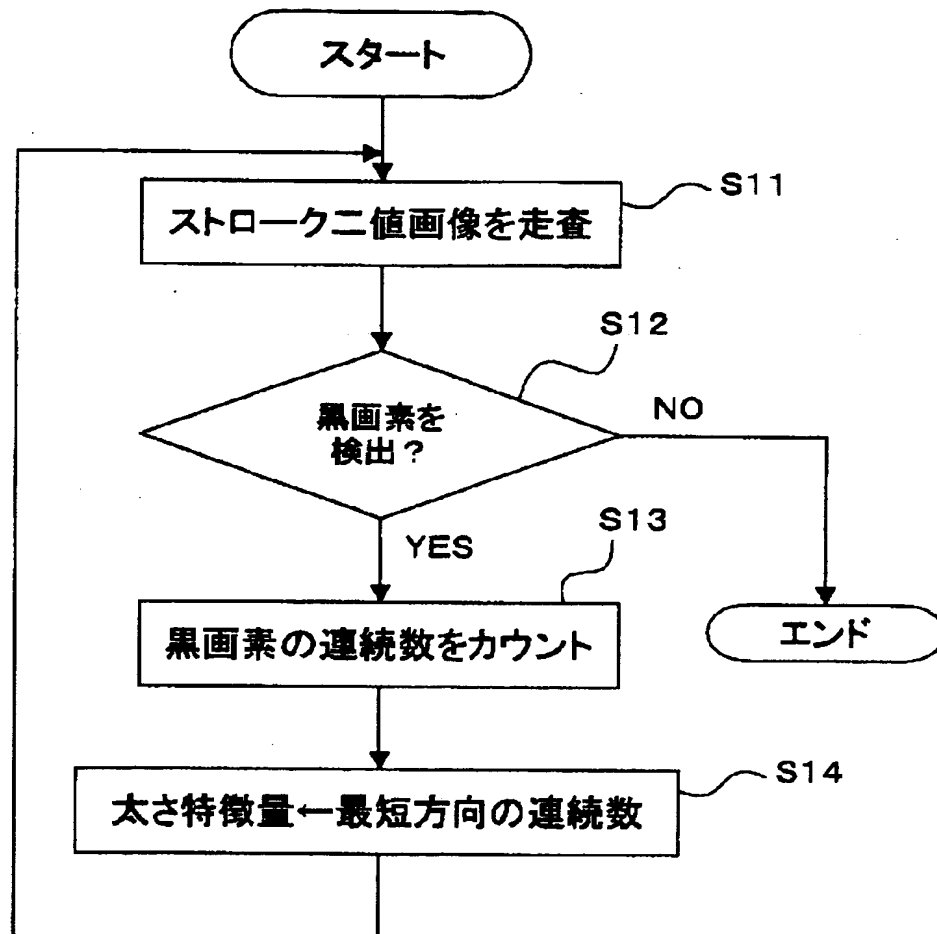 スタート
S11
ストローク二値画像を走査
S12
黒画素を
検出？
NO
YES
S13
黒画素の連続数をカウント
エンド
S14
太さ特徴量←最短方向の連続数